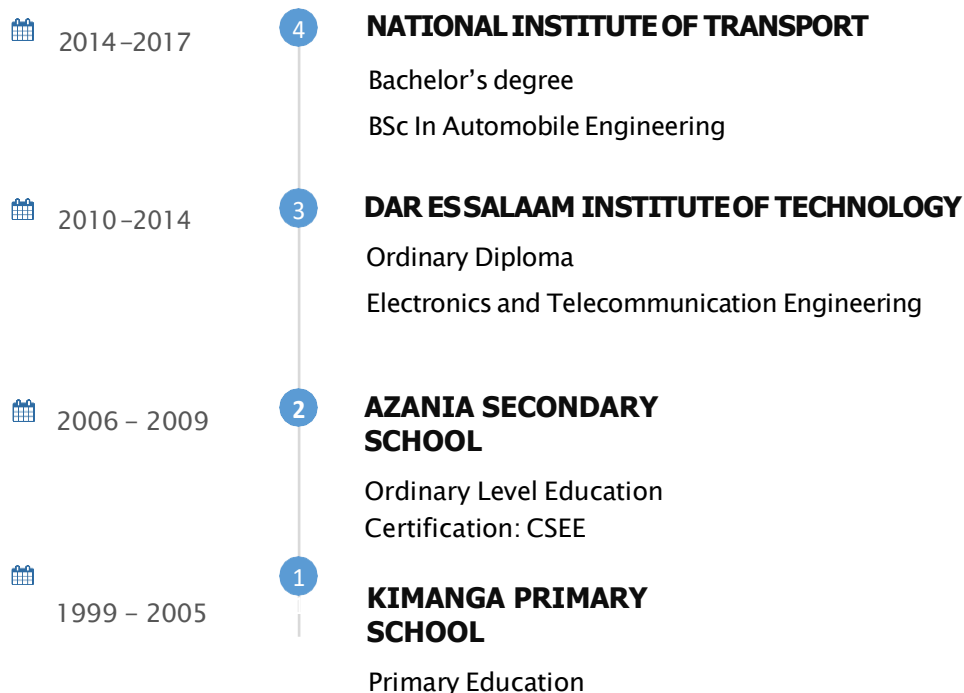 2014-2017
4
NATIONAL INSTITUTE OF TRANSPORT
Bachelor’s degree
BSc In Automobile Engineering
2010-2014
3
DAR ES SALAAM INSTITUTE OF TECHNOLOGY
Ordinary Diploma
Electronics and Telecommunication Engineering
2006 – 2009
2
AZANIA SECONDARY
SCHOOL
Ordinary Level Education
Certification: CSEE
1999 – 2005
1
KIMANGA PRIMARY
SCHOOL
Primary Education